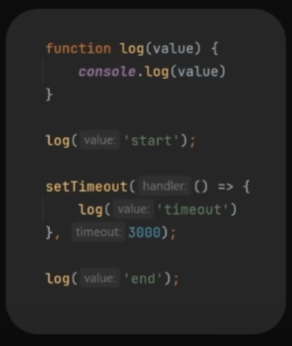 function log(value) {
console.log(value)
}
log( value: 'start');
setTimeout( handler: () => {
log( value: 'timeout')
}, timeout: 3000);
log( value: 'end');